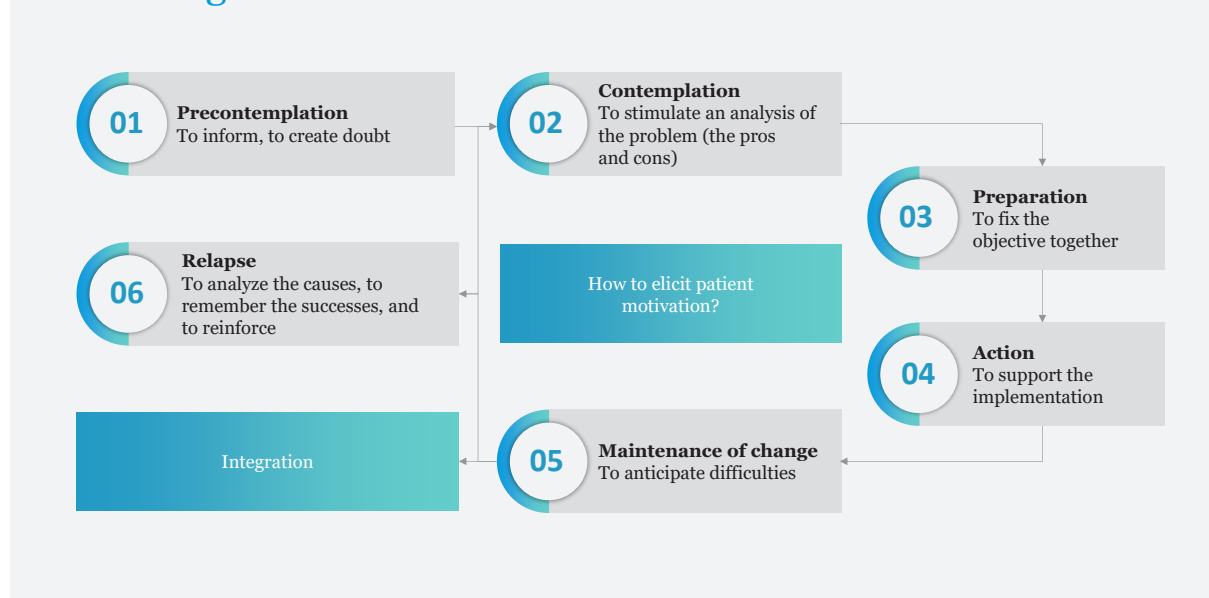 01
Precontemplation
To inform, to create doubt
02
Contemplation
To stimulate an analysis of
the problem (the pros
and cons)
03
Preparation
To fix the
objective together
06
Relapse
To analyze the causes, to
remember the successes, and
to reinforce
How to elicit patient
motivation?
04
Action
To support the
implementation
Integration
05
Maintenance of change
To anticipate difficulties